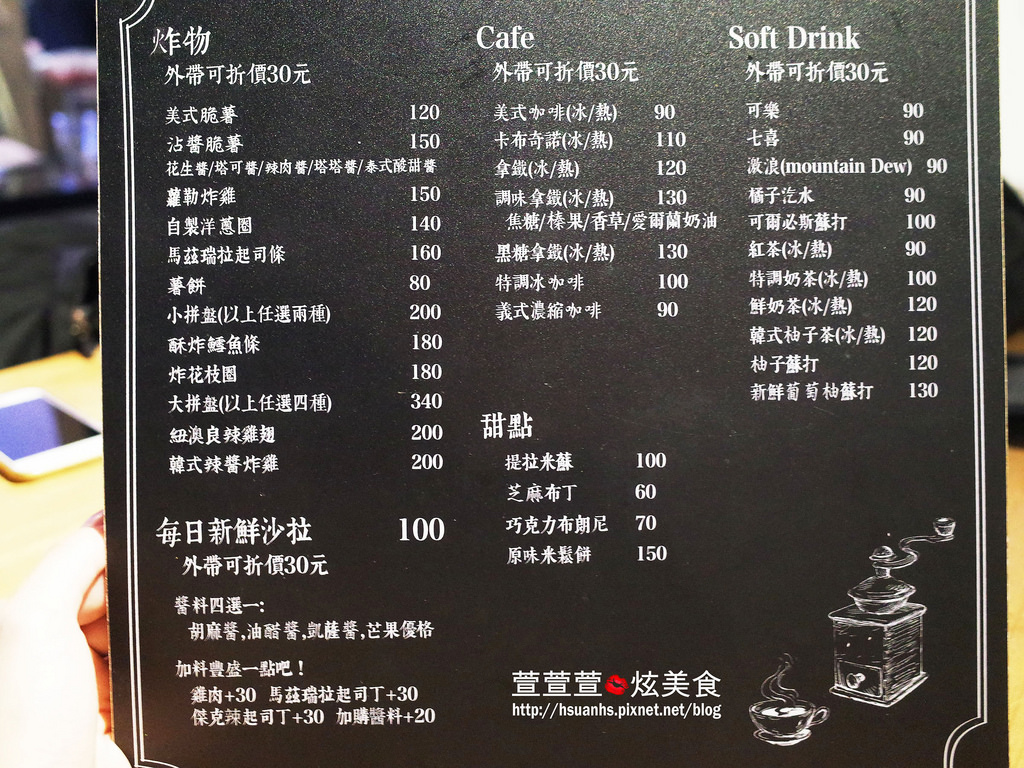 炸物
外帶可折價30元
美式脆薯 120
沾醬脆薯 150
花生醬/塔可醬/辣肉醬/塔塔醬/泰式酸甜醬
蘿勒炸雞 150
自製洋蔥圈 140
馬茲瑞拉起司條 160
薯餅 80
小拼盤(以上任選兩種) 200
酥炸鱈魚條 180
炸花枝圈 180
大拼盤(以上任選四種) 340
紐澳良辣雞翅 200
韓式辣醬炸雞 200
每日新鮮沙拉 100
外帶可折價30元
醬料四選一:
胡麻醬,油醋醬,凱薩醬,芒果優格
加料豐盛一點吧！
雞肉+30 馬茲瑞拉起司丁+30
傑克辣起司丁+30 加購醬料+20
Cafe
外帶可折價30元
美式咖啡(冰/熱) 90
卡布奇諾(冰/熱) 110
拿鐵(冰/熱) 120
調味拿鐵(冰/熱) 130
焦糖/榛果/香草/愛爾蘭奶油
黑糖拿鐵(冰/熱) 130
特調冰咖啡 100
義式濃縮咖啡 90
甜點
提拉米蘇 100
芝麻布丁 60
巧克力布朗尼 70
原味米鬆餅 150
Soft Drink
外帶可折價30元
可樂 90
七喜 90
激浪(mountain Dew) 90
橘子汽水 90
可爾必斯蘇打 100
紅茶(冰/熱) 90
特調奶茶(冰/熱) 100
鮮奶茶(冰/熱) 120
韓式柚子茶(冰/熱) 120
柚子蘇打 120
新鮮葡萄柚蘇打 130
萱萱萱炫美食
http://hsuanhs.pixnet.net/blog